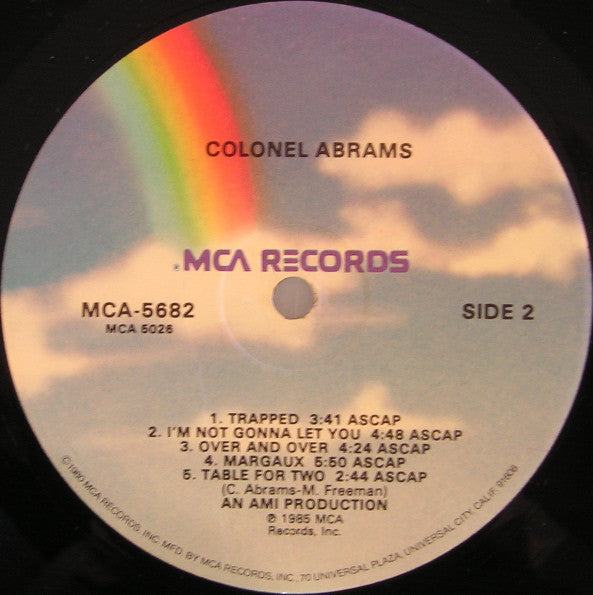 COLONEL ABRAMS
MCA RECORDS
MCA-5682
MCA 5026
SIDE 2
1. TRAPPED 3:41 ASCAP
2. I'M NOT GONNA LET YOU 4:48 ASCAP
3. OVER AND OVER 4:24 ASCAP
4. MARGAUX 5:50 ASCAP
5. TABLE FOR TWO 2:44 ASCAP
(C. Abrams-M. Freeman)
AN AMI PRODUCTION
℗ 1985 MCA
Records, Inc.
©1980 MCA RECORDS, INC. MFD. BY MCA RECORDS, INC., 70 UNIVERSAL PLAZA, UNIVERSAL CITY, CALIF. 91608